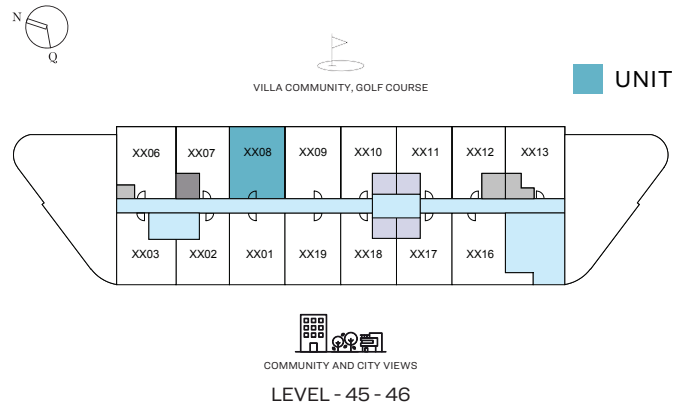 N
Q
VILLA COMMUNITY, GOLF COURSE
UNIT
XX06 XX07 XX08 XX09 XX10 XX11 XX12 XX13
XX03 XX02 XX01 XX19 XX18 XX17 XX16
COMMUNITY AND CITY VIEWS
LEVEL - 45 - 46